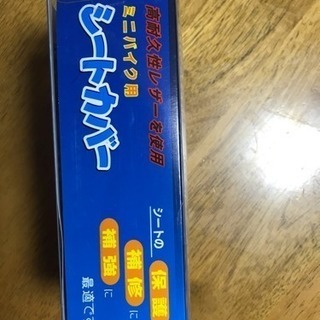 高耐久性レザーを使用
ミニバイク用
シートカバー
シートの
保護
補修に
補強に
最適です